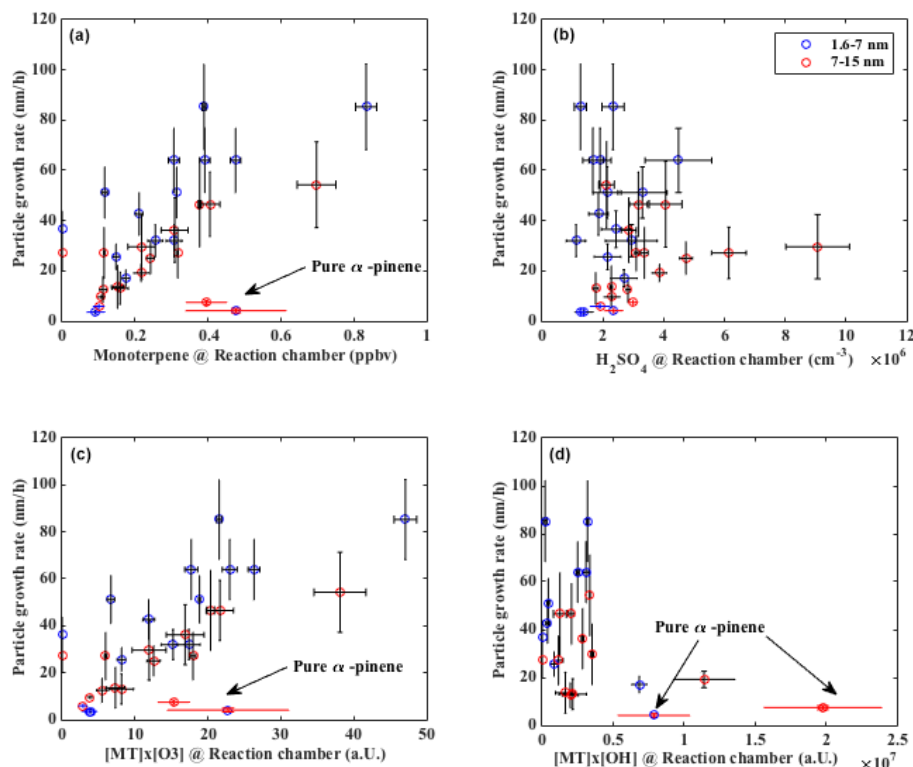 (a)
120
100
80
60
40
20
0
Particle growth rate (nm/h)
Pure α -pinene
0 0.2 0.4 0.6 0.8 1
Monoterpene @ Reaction chamber (ppbv)
(b)
1.6-7 nm
7-15 nm
120
100
80
60
40
20
0
Particle growth rate (nm/h)
0 2 4 6 8 10 12
H2SO4 @ Reaction chamber (cm-3) ×10^6
(c)
120
100
80
60
40
20
0
Particle growth rate (nm/h)
Pure α -pinene
0 10 20 30 40 50
[MT]x[O3] @ Reaction chamber (a.U.)
(d)
120
100
80
60
40
20
0
Particle growth rate (nm/h)
Pure α -pinene
0 0.5 1 1.5 2 2.5
[MT]x[OH] @ Reaction chamber (a.U.) ×10^7